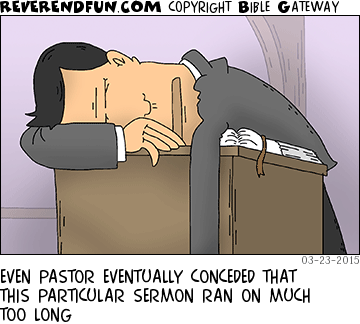 REVERENDFUN.COM COPYRIGHT BIBLE GATEWAY
03-23-2015
EVEN PASTOR EVENTUALLY CONCEDED THAT
THIS PARTICULAR SERMON RAN ON MUCH
TOO LONG